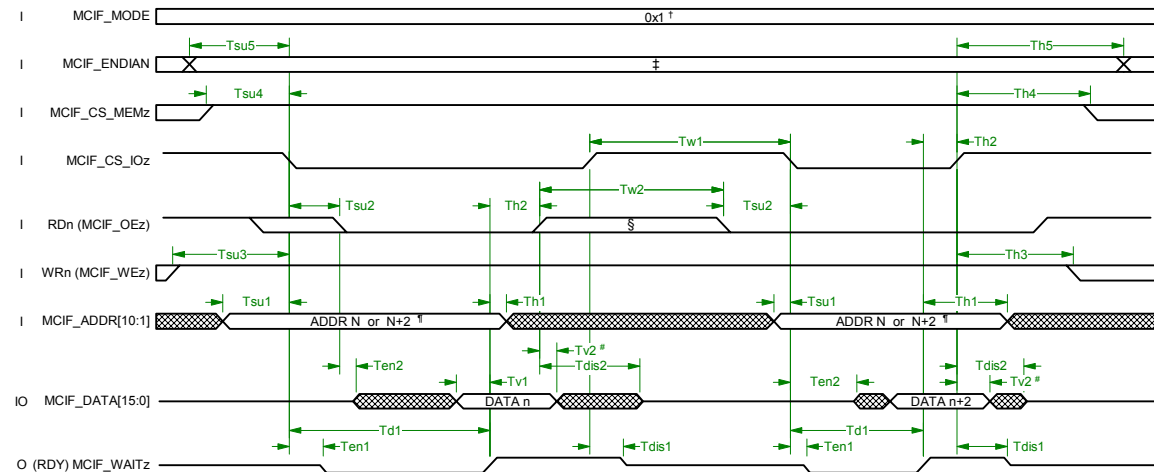 I MCIF_MODE 0x1 †
Tsu5 Th5
I MCIF_ENDIAN ‡
Tsu4 Th4
I MCIF_CS_MEMz
Tw1 Th2
I MCIF_CS_IOz
Tw2
Tsu2 Th2 Tsu2
I RDn (MCIF_OEz) §
Tsu3 Th3
I WRn (MCIF_WEz)
Tsu1 Th1 Tsu1 Th1
I MCIF_ADDR[10:1] ADDR N or N+2 ¶ ADDR N or N+2 ¶
Tv2 #
Ten2 Tdis2 Tdis2
Tv1 Ten2 Tv2 #
IO MCIF_DATA[15:0] DATA n DATA n+2
Td1 Td1
Ten1 Tdis1 Ten1 Tdis1
O (RDY) MCIF_WAITz